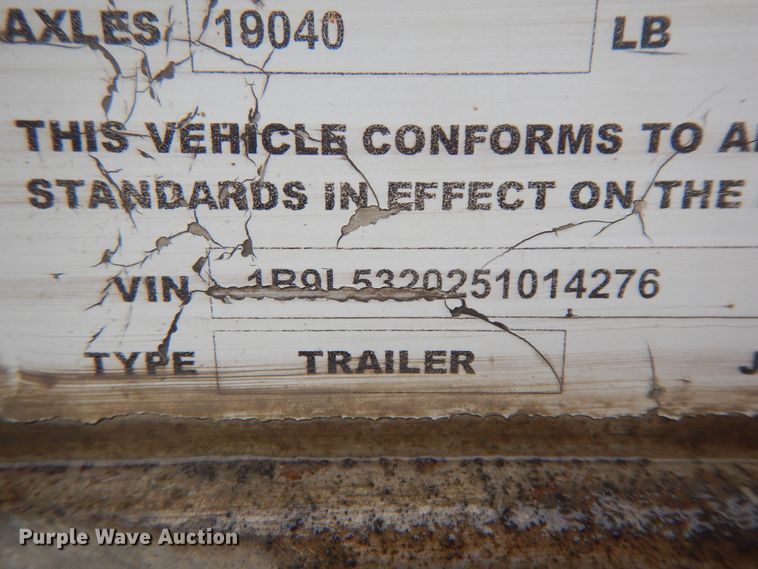 AXLES 19040 LB
THIS VEHICLE CONFORMS TO
STANDARDS IN EFFECT ON THE
VIN 1B9L5320251014276
TYPE TRAILER
Purple Wave Auction